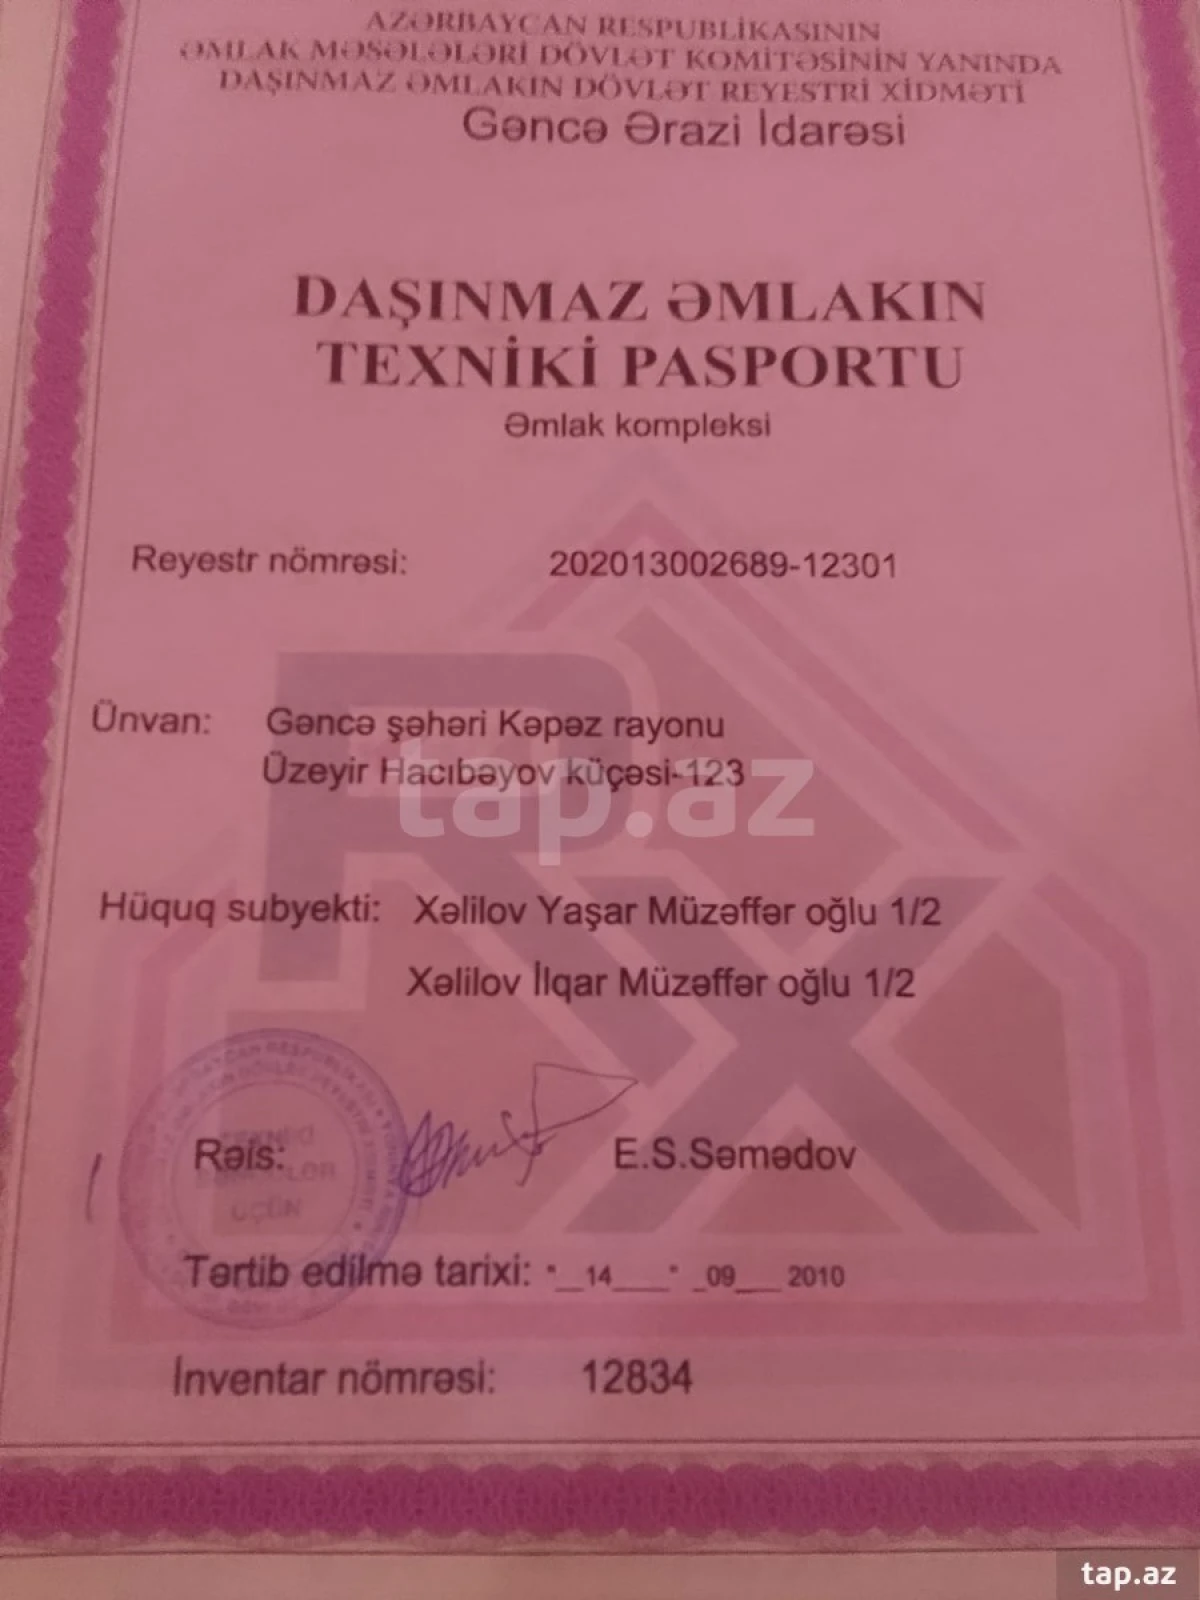 AZƏRBAYCAN RESPUBLİKASININ
ƏMLAK MƏSƏLƏLƏRİ DÖVLƏT KOMİTƏSİNİN YANINDA
DAŞINMAZ ƏMLAKIN DÖVLƏT REYESTRİ XİDMƏTİ
Gəncə Ərazi İdarəsi
DAŞINMAZ ƏMLAKIN
TEXNİKİ PASPORTU
Əmlak kompleksi
Reyestr nömrəsi: 202013002689-12301
Ünvan: Gəncə şəhəri Kəpəz rayonu
Üzeyir Hacıbəyov küçəsi-123
tap.az
Hüquq subyekti: Xəlilov Yaşar Müzəffər oğlu 1/2
Xəlilov İlqar Müzəffər oğlu 1/2
Rəis: E.S.Səmədov
ÜÇÜN
Tərtib edilmə tarixi: "__14___" _09___ 2010
İnventar nömrəsi: 12834
tap.az